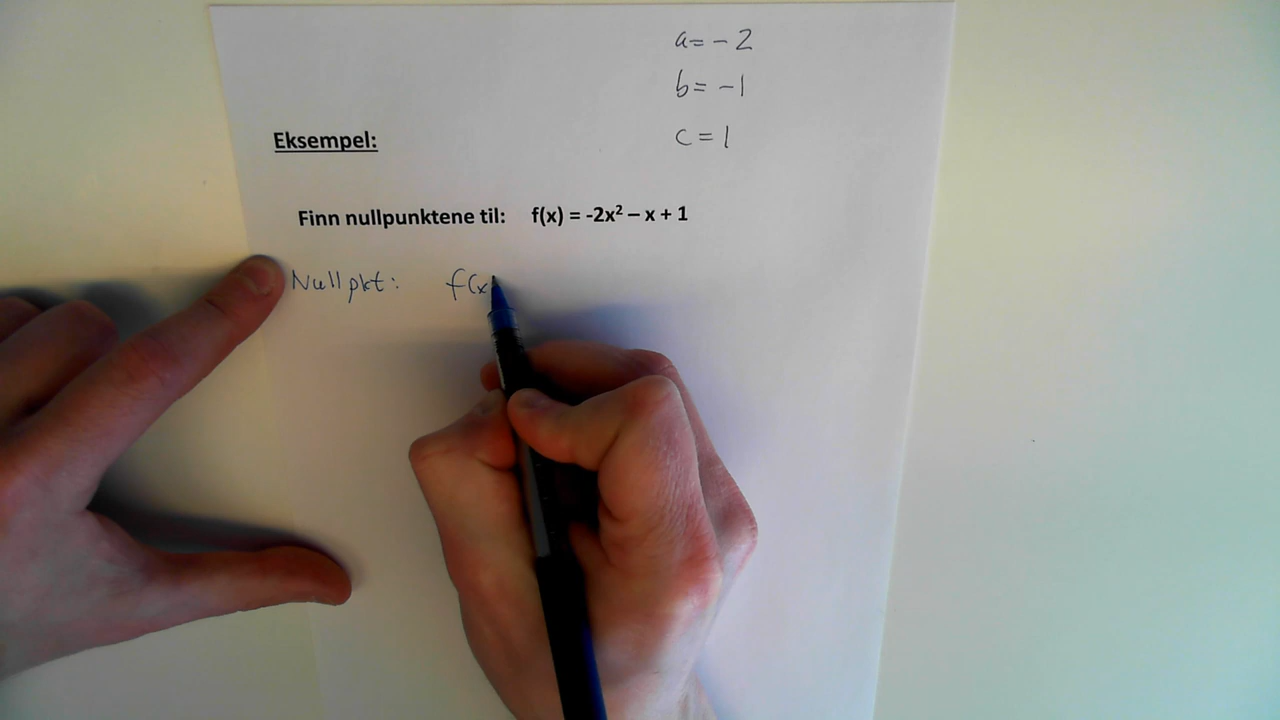 a = - 2
b = - 1
c = 1
Eksempel:
Finn nullpunktene til: f(x) = -2x² – x + 1
Nullpkt: f(x